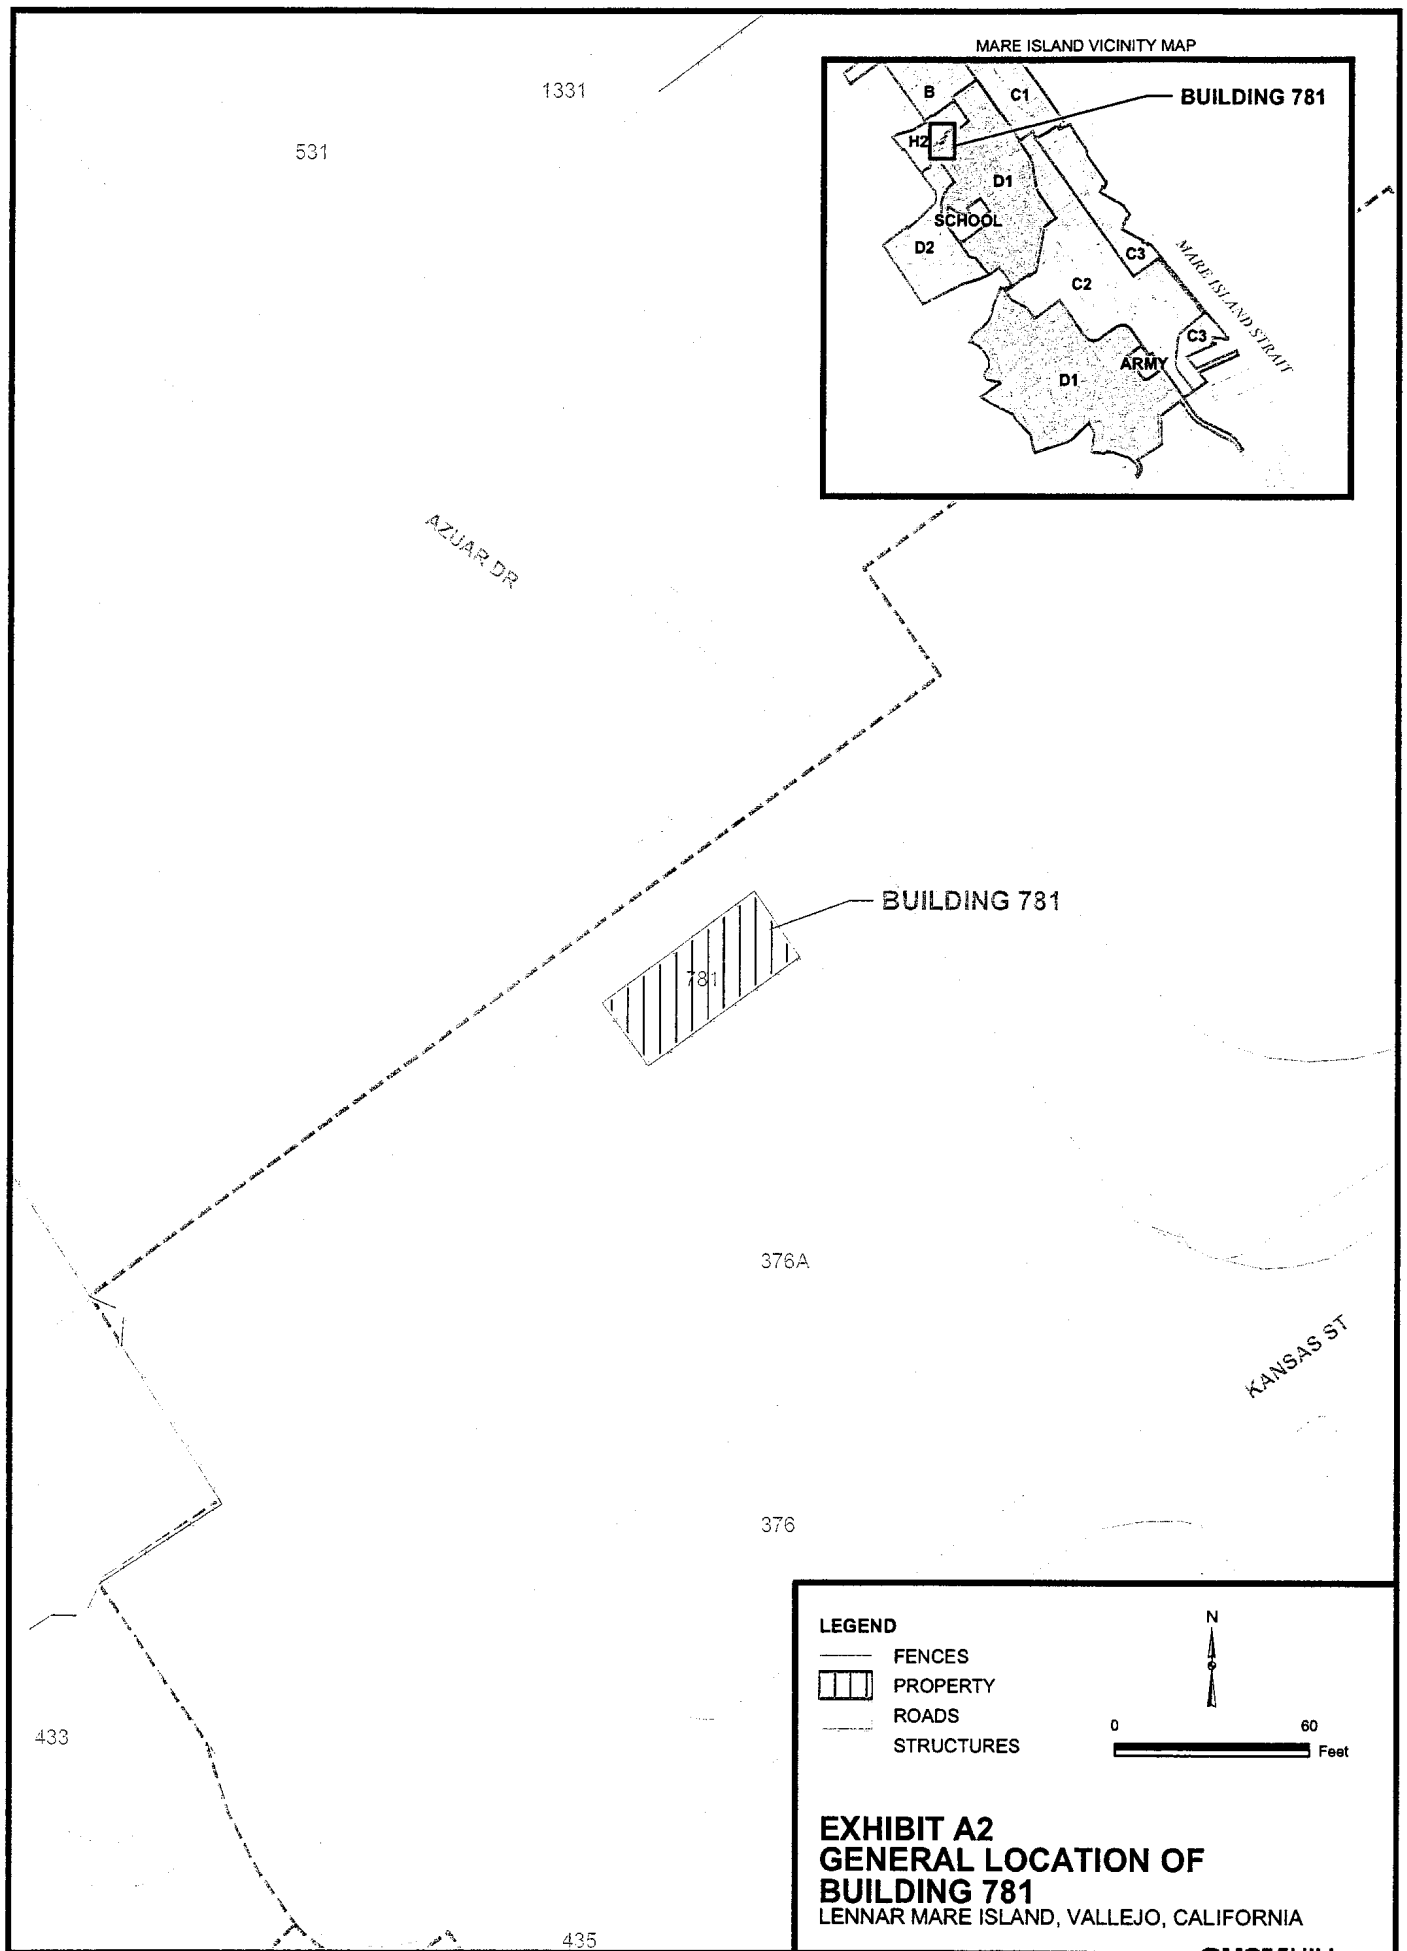 MARE ISLAND VICINITY MAP
B
C1
BUILDING 781
H2
D1
SCHOOL
D2
C3
C2
MARE ISLAND STRAIT
C3
ARMY
D1
1331
531
AZUAR DR
BUILDING 781
781
376A
KANSAS ST
376
433
435
LEGEND
FENCES
PROPERTY
ROADS
STRUCTURES
N
0 60
Feet
EXHIBIT A2
GENERAL LOCATION OF
BUILDING 781
LENNAR MARE ISLAND, VALLEJO, CALIFORNIA